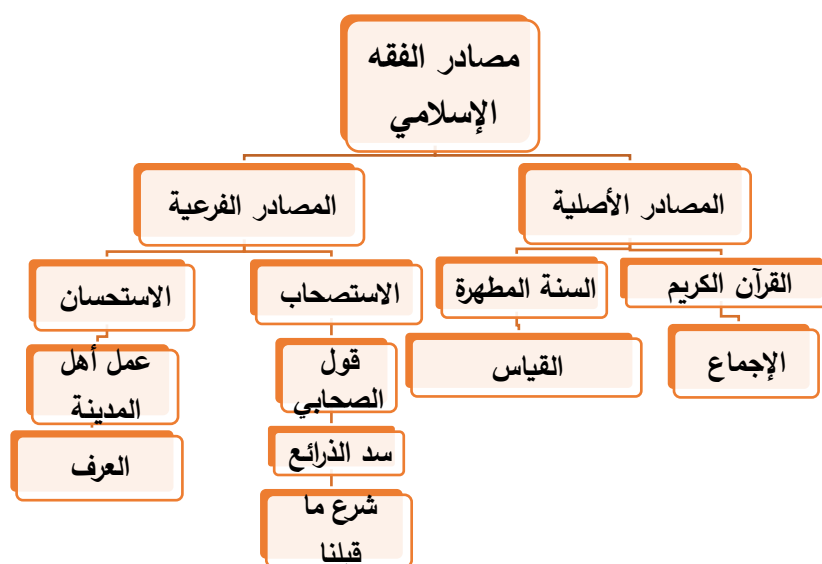 مصادر الفقه
الإسلامي
المصادر الأصلية
المصادر الفرعية
القرآن الكريم
السنة المطهرة
الاستصحاب
الاستحسان
الإجماع
القياس
قول
الصحابي
عمل أهل
المدينة
سد الذرائع
العرف
شرع ما
قبلنا